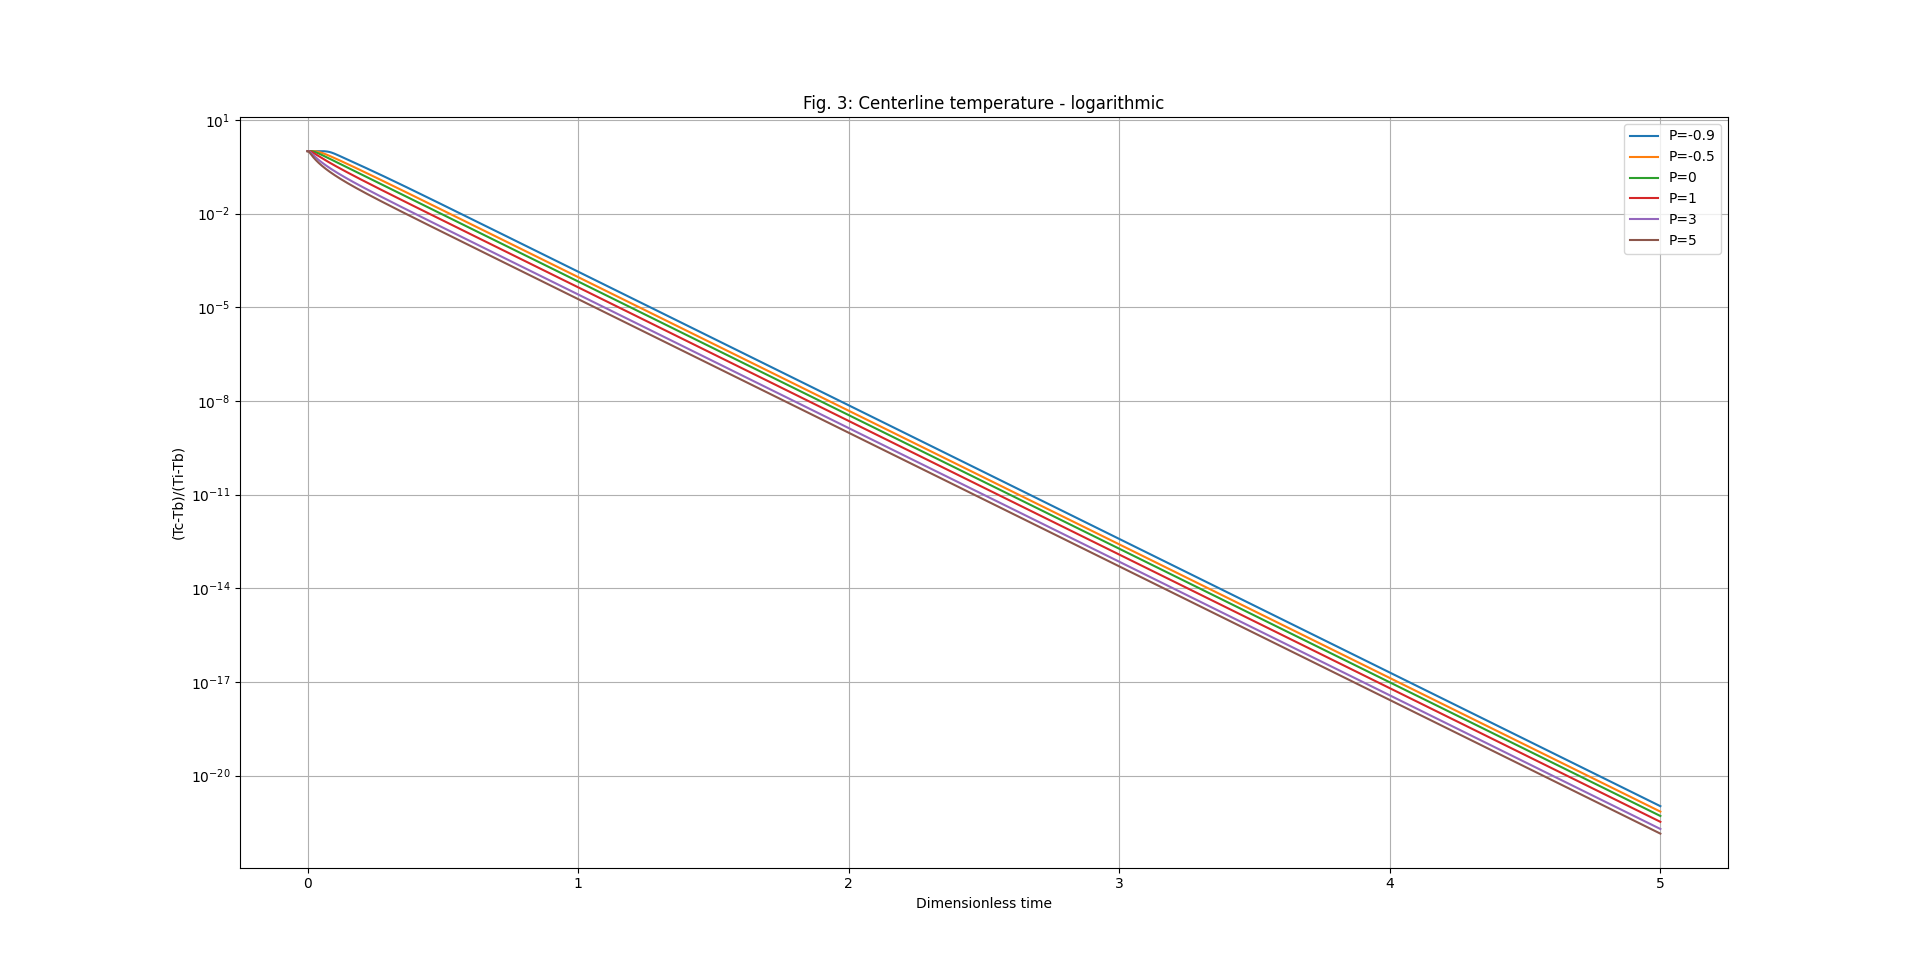 Fig. 3: Centerline temperature - logarithmic
10¹
10⁻²
10⁻⁵
10⁻⁸
10⁻¹¹
10⁻¹⁴
10⁻¹⁷
10⁻²⁰
(Tc-Tb))/(Ti-Tb)
P=-0.9
P=-0.5
P=0
P=1
P=3
P=5
0 1 2 3 4 5
Dimensionless time